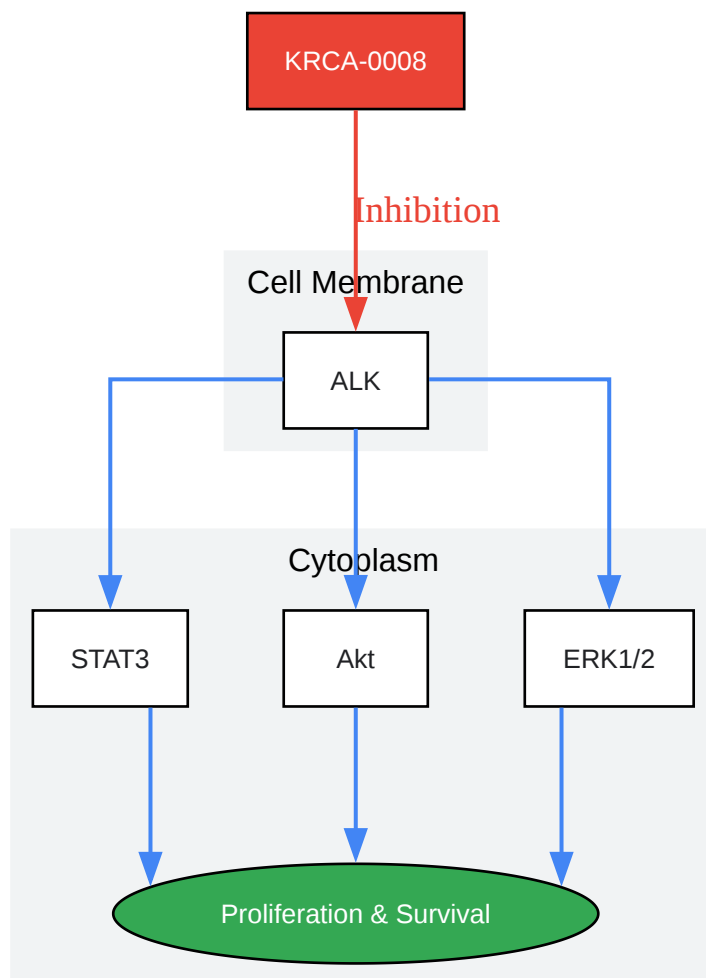 KRCA-0008
Inhibition
Cell Membrane
ALK
Cytoplasm
STAT3
Akt
ERK1/2
Proliferation & Survival